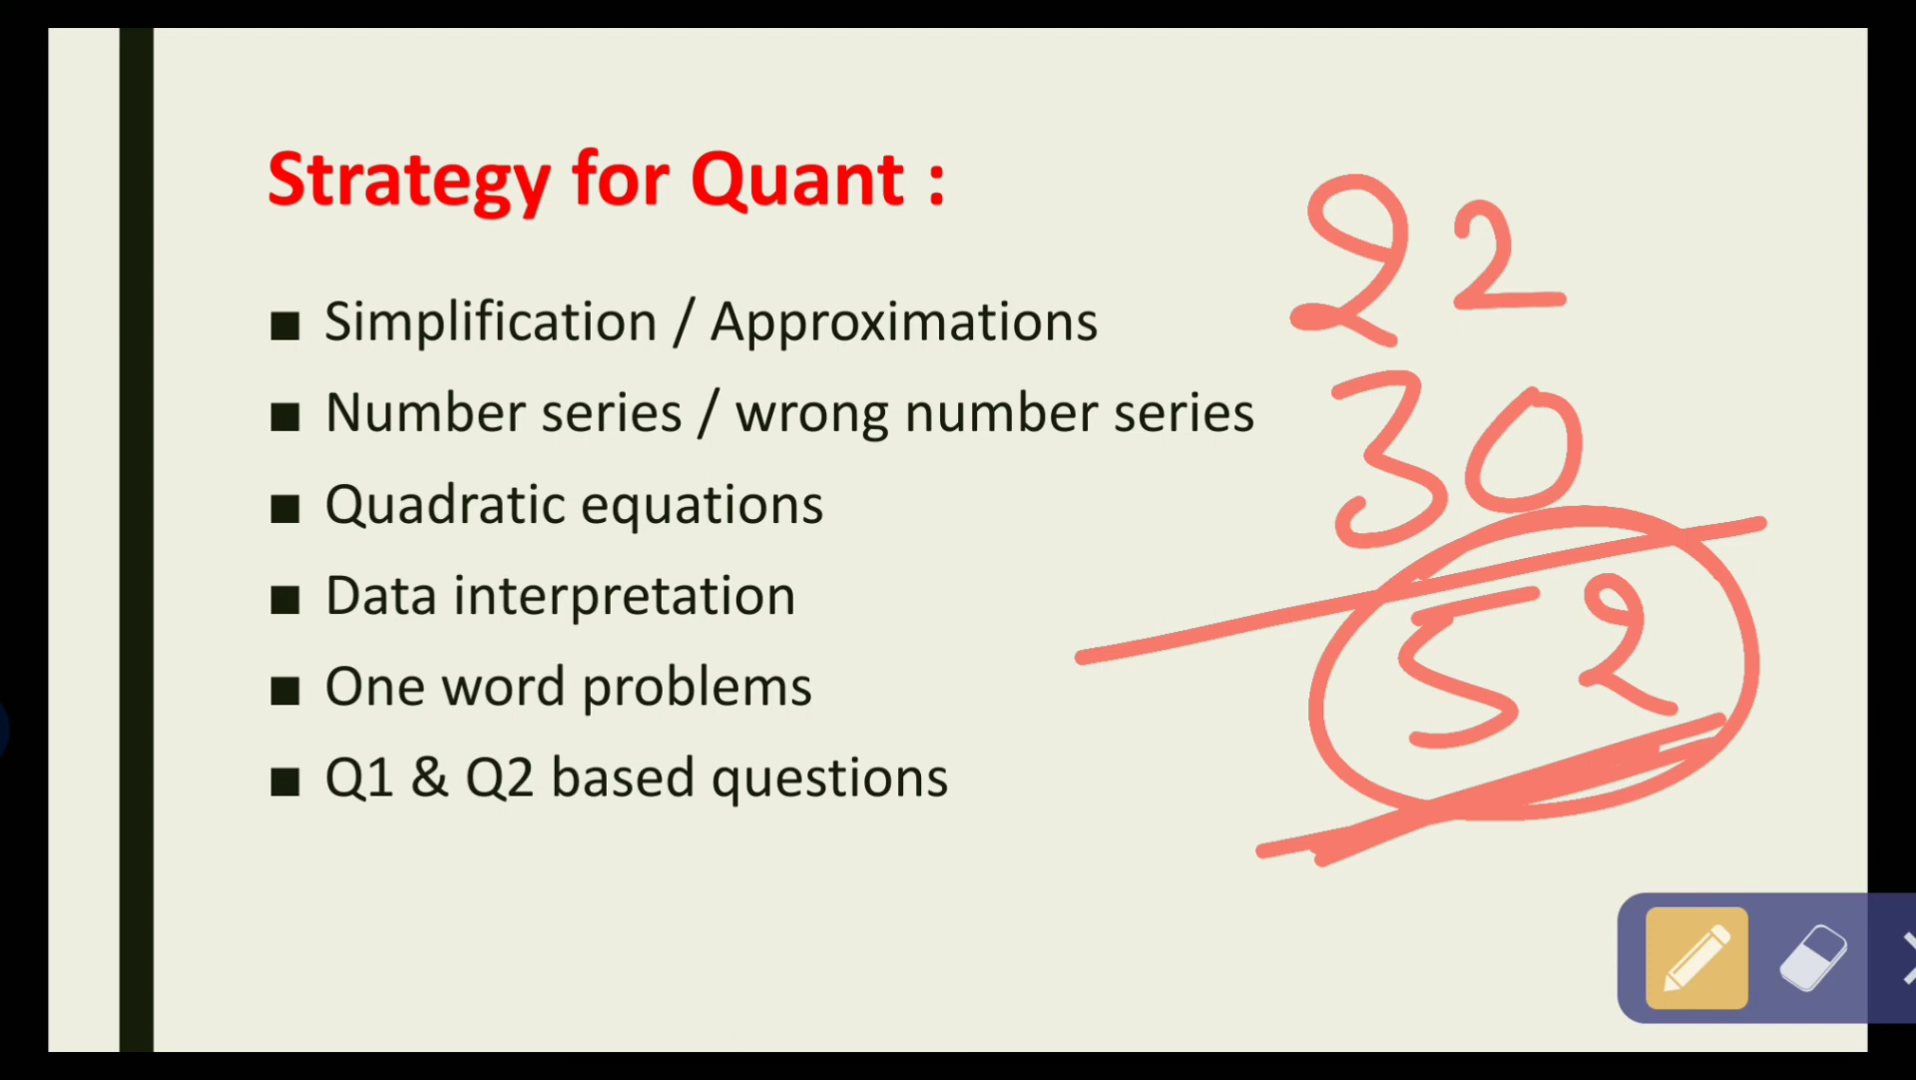 Strategy for Quant :
■ Simplification / Approximations
■ Number series / wrong number series
■ Quadratic equations
■ Data interpretation
■ One word problems
■ Q1 & Q2 based questions
22
30
52